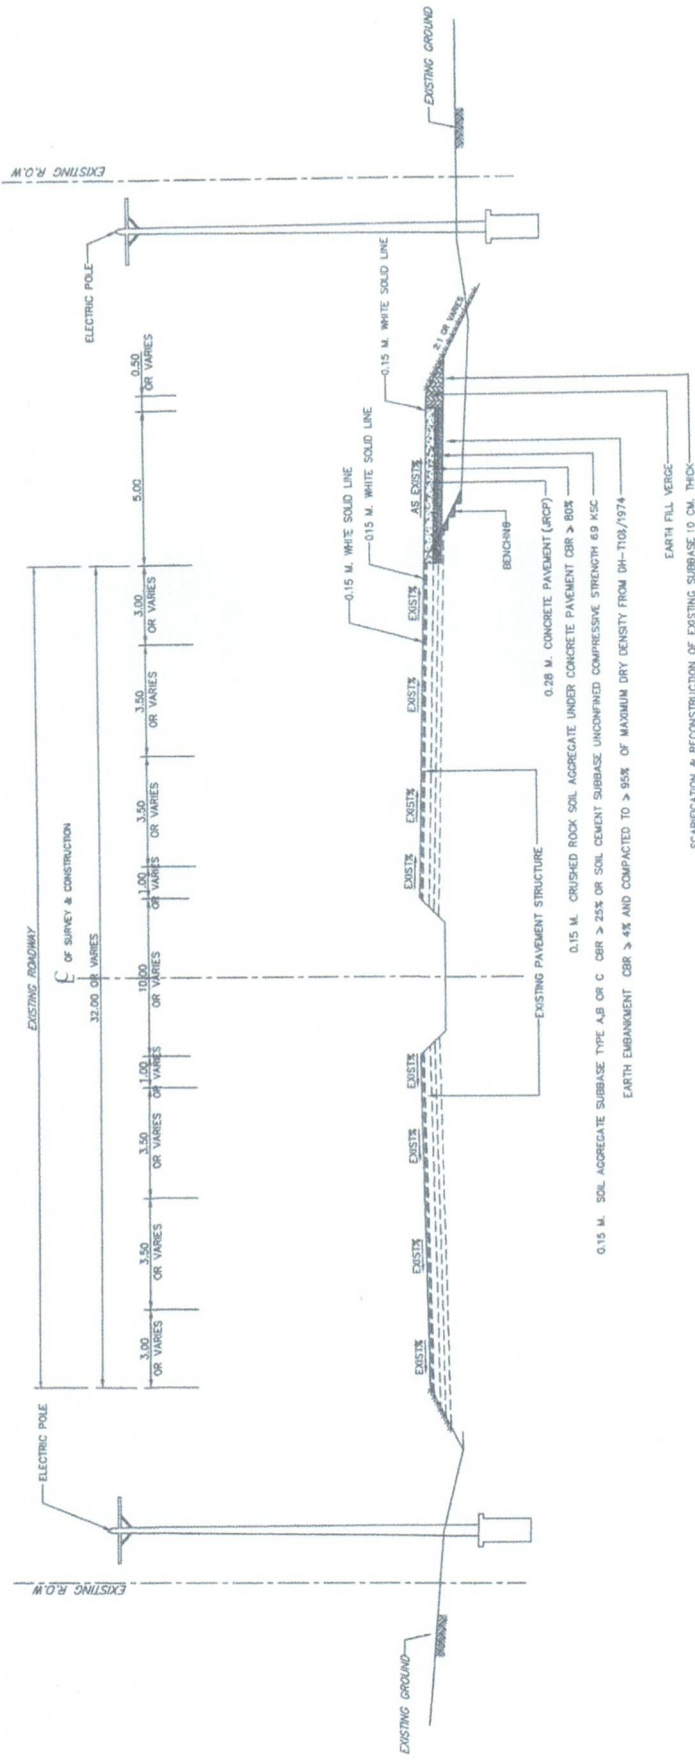 EXISTING R.O.W
ELECTRIC POLE
EXISTING GROUND
EXISTING ROADWAY
℄ OF SURVEY & CONSTRUCTION
32.00 OR VARIES
3.00
OR VARIES
3.50
OR VARIES
3.50
OR VARIES
1.00
OR VARIES
10.00
OR VARIES
1.00
OR VARIES
3.50
OR VARIES
3.50
OR VARIES
3.00
OR VARIES
5.00
0.50
OR VARIES
ELECTRIC POLE
EXISTING R.O.W
EXISTING GROUND
0.15 M. WHITE SOLID LINE
015 M. WHITE SOLID LINE
0.15 M. WHITE SOLID LINE
EXIST%
EXIST%
EXIST%
EXIST%
EXIST%
EXIST%
EXIST%
EXIST%
AS EXIST%
2:1 OR VARIES
BENCHING
EXISTING PAVEMENT STRUCTURE
0.28 M. CONCRETE PAVEMENT (JRCP)
0.15 M. CRUSHED ROCK SOIL AGGREGATE UNDER CONCRETE PAVEMENT CBR > 80%
0.15 M. SOIL AGGREGATE SUBBASE TYPE A,B OR C CBR > 25% OR SOIL CEMENT SUBBASE UNCONFINED COMPRESSIVE STRENGTH 6.9 KSC
EARTH EMBANKMENT CBR > 4% AND COMPACTED TO > 95% OF MAXIMUM DRY DENSITY FROM DH-T108/1974
EARTH FILL VERGE
SCARIFICATION & RECONSTRUCTION OF EXISTING SUBBASE 10 CM. THICK